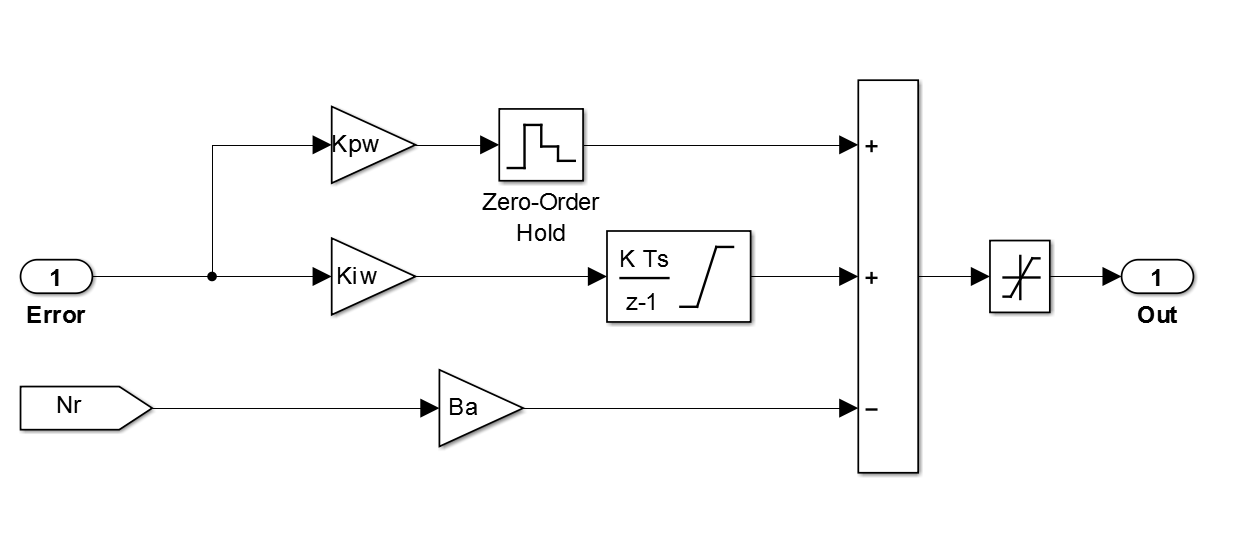 Kpw
+
Zero-Order
Hold
1
Error
Kiw
K Ts
z-1
+
1
Out
Nr
Ba
−